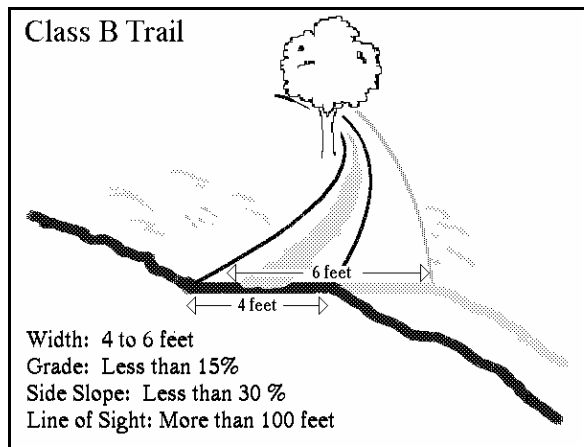 Class B Trail
6 feet
4 feet
Width: 4 to 6 feet
Grade: Less than 15%
Side Slope: Less than 30 %
Line of Sight: More than 100 feet